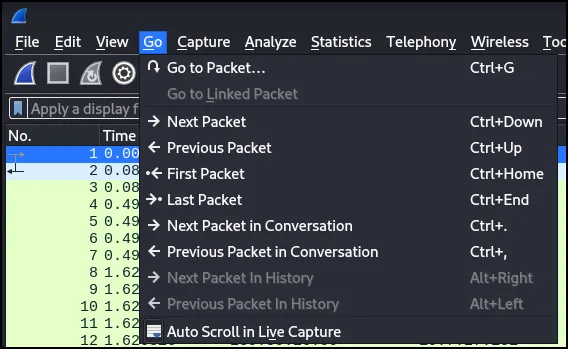 File Edit View Go Capture Analyze Statistics Telephony Wireless
Go to Packet... Ctrl+G
Go to Linked Packet
Apply a display
Next Packet Ctrl+Down
No. Time
Previous Packet Ctrl+Up
1 0.00
First Packet Ctrl+Home
2 0.08
Last Packet Ctrl+End
3 0.08
4 0.49
Next Packet in Conversation Ctrl+.
5 0.49
Previous Packet in Conversation Ctrl+,
6 0.49
7 0.49
Next Packet In History Alt+Right
8 1.62
9 1.62
Previous Packet In History Alt+Left
10 1.62
11 1.62
Auto Scroll in Live Capture
12 1.62